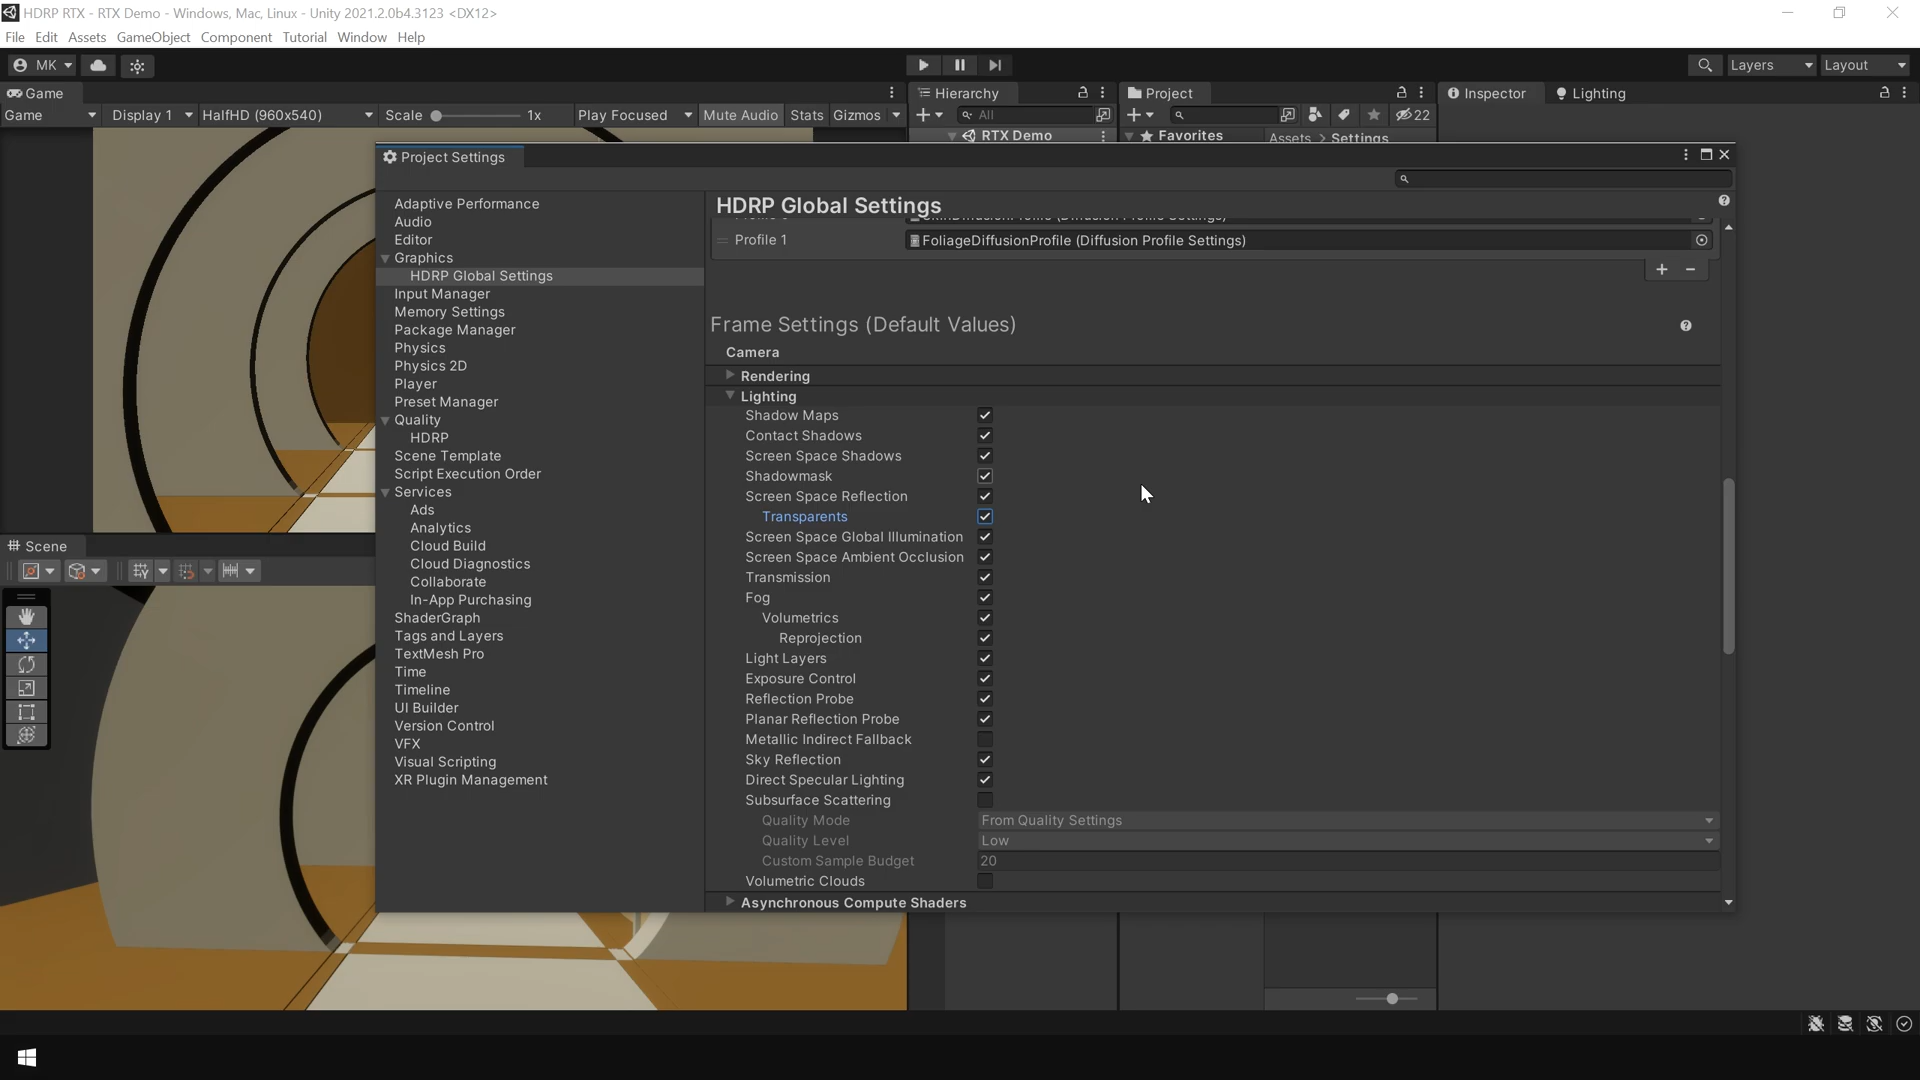 HDRP RTX - RTX Demo - Windows, Mac, Linux - Unity 2021.2.0b4.3123 <DX12>
File Edit Assets GameObject Component Tutorial Window Help
MK Layers Layout
Game Hierarchy Project Inspector Lighting
Game Display 1 HalfHD (960x540) Scale 1x Play Focused Mute Audio Stats Gizmos All 22
RTX Demo Favorites Assets > Settings
Project Settings
HDRP Global Settings
Adaptive Performance
Audio
Editor
Graphics
HDRP Global Settings
Input Manager
Memory Settings
Package Manager
Physics
Physics 2D
Player
Preset Manager
Quality
HDRP
Scene Template
Script Execution Order
Services
Ads
Analytics
Cloud Build
Cloud Diagnostics
Collaborate
In-App Purchasing
ShaderGraph
Tags and Layers
TextMesh Pro
Time
Timeline
UI Builder
Version Control
VFX
Visual Scripting
XR Plugin Management
Profile 1 FoliageDiffusionProfile (Diffusion Profile Settings)
Frame Settings (Default Values)
Camera
Rendering
Lighting
Shadow Maps
Contact Shadows
Screen Space Shadows
Shadowmask
Screen Space Reflection
Transparents
Screen Space Global Illumination
Screen Space Ambient Occlusion
Transmission
Fog
Volumetrics
Reprojection
Light Layers
Exposure Control
Reflection Probe
Planar Reflection Probe
Metallic Indirect Fallback
Sky Reflection
Direct Specular Lighting
Subsurface Scattering
Quality Mode From Quality Settings
Quality Level Low
Custom Sample Budget 20
Volumetric Clouds
Asynchronous Compute Shaders
Scene